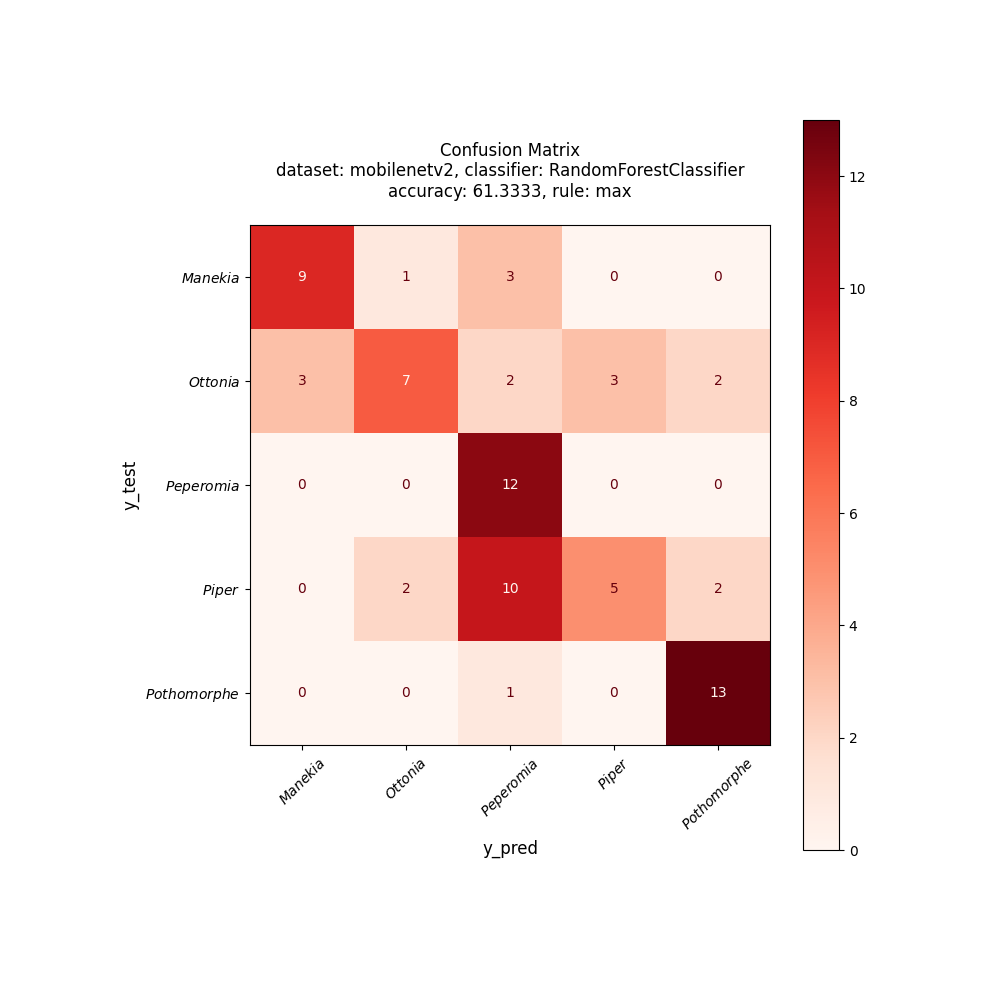 Confusion Matrix
dataset: mobilenetv2, classifier: RandomForestClassifier
accuracy: 61.3333, rule: max
Manekia 9 1 3 0 0
Ottonia 3 7 2 3 2
Peperomia 0 0 12 0 0
Piper 0 2 10 5 2
Pothomorphe 0 0 1 0 13
y_test
Manekia Ottonia Peperomia Piper Pothomorphe
y_pred
12
10
8
6
4
2
0